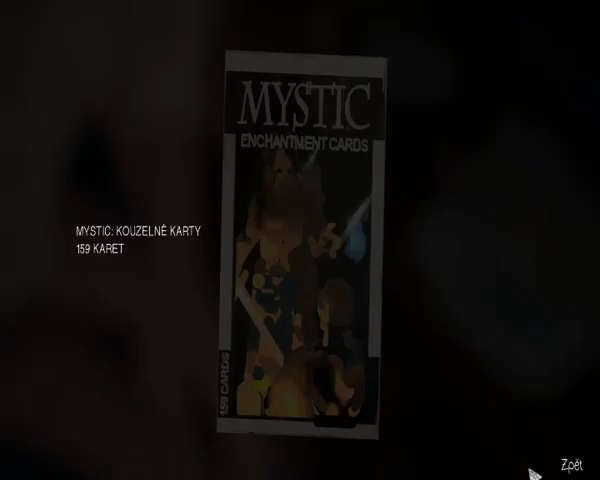 MYSTIC
ENCHANTMENT CARDS
MYSTIC: KOUZELNÉ KARTY
159 KARET
159 CARDS
Zpět